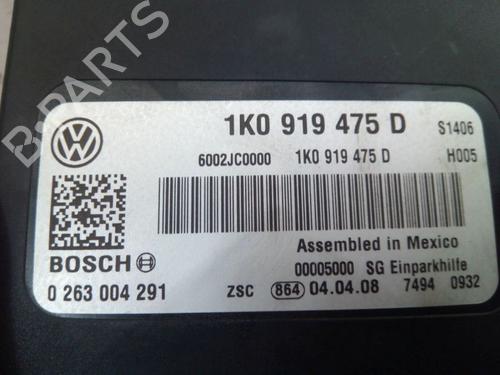 B-PARTS
1K0 919 475 D S1406
6002JC0000 1K0 919 475 D H005
Assembled in Mexico
BOSCH 00005000 SG Einparkhilfe
0 263 004 291 ZSC 864 04.04.08 7494 0932